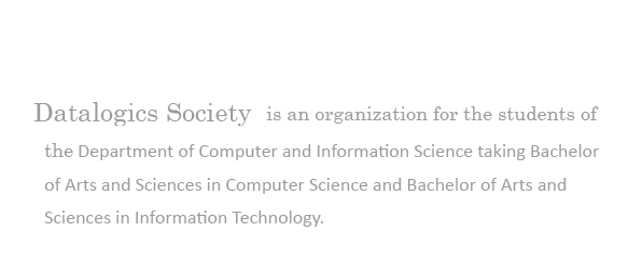 Datalogics Society is an organization for the students of
the Department of Computer and Information Science taking Bachelor
of Arts and Sciences in Computer Science and Bachelor of Arts and
Sciences in Information Technology.